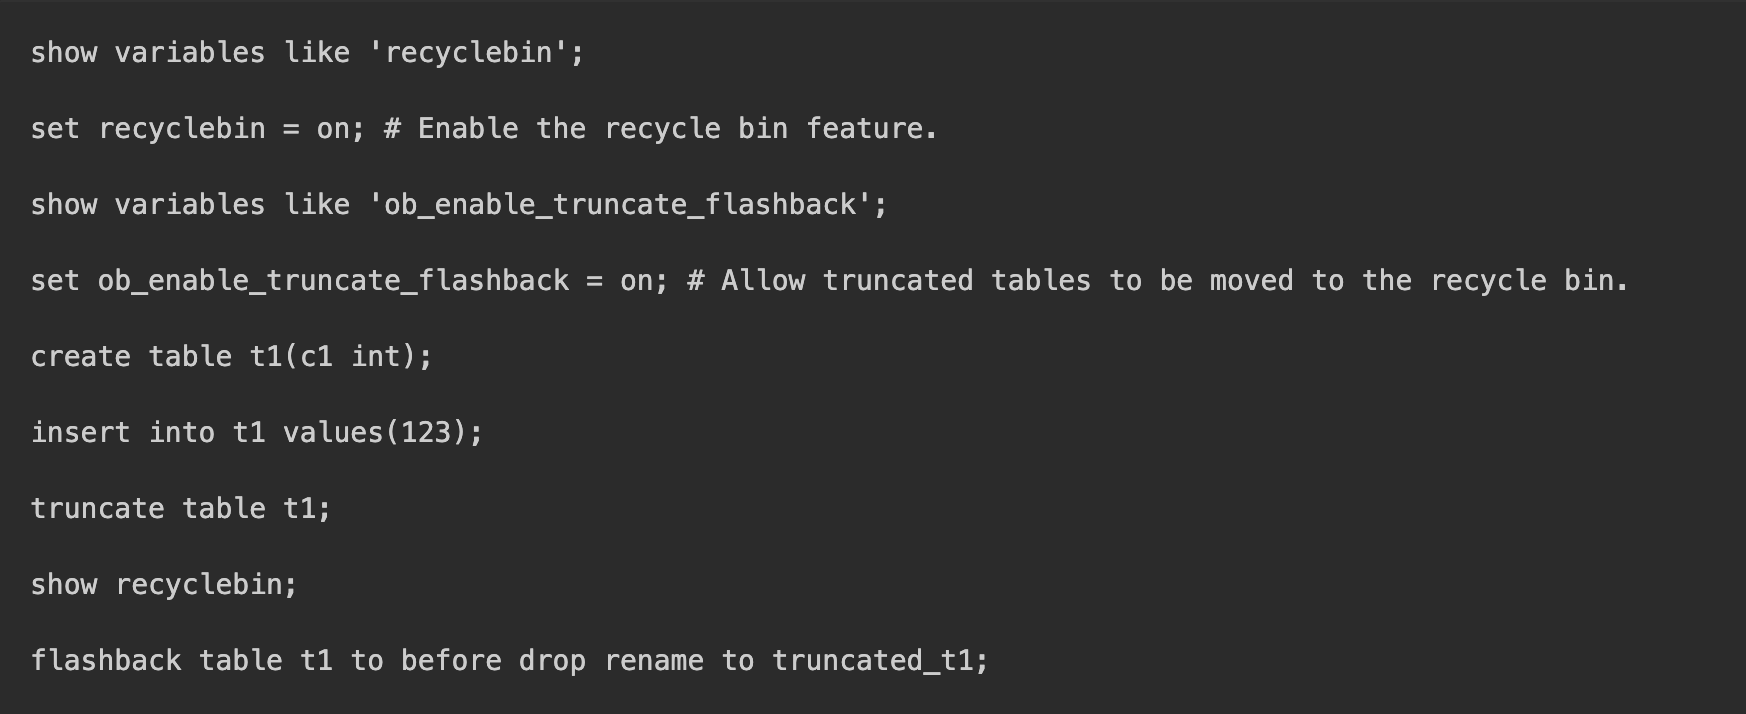 show variables like 'recyclebin';
set recyclebin = on; # Enable the recycle bin feature.
show variables like 'ob_enable_truncate_flashback';
set ob_enable_truncate_flashback = on; # Allow truncated tables to be moved to the recycle bin.
create table t1(c1 int);
insert into t1 values(123);
truncate table t1;
show recyclebin;
flashback table t1 to before drop rename to truncated_t1;